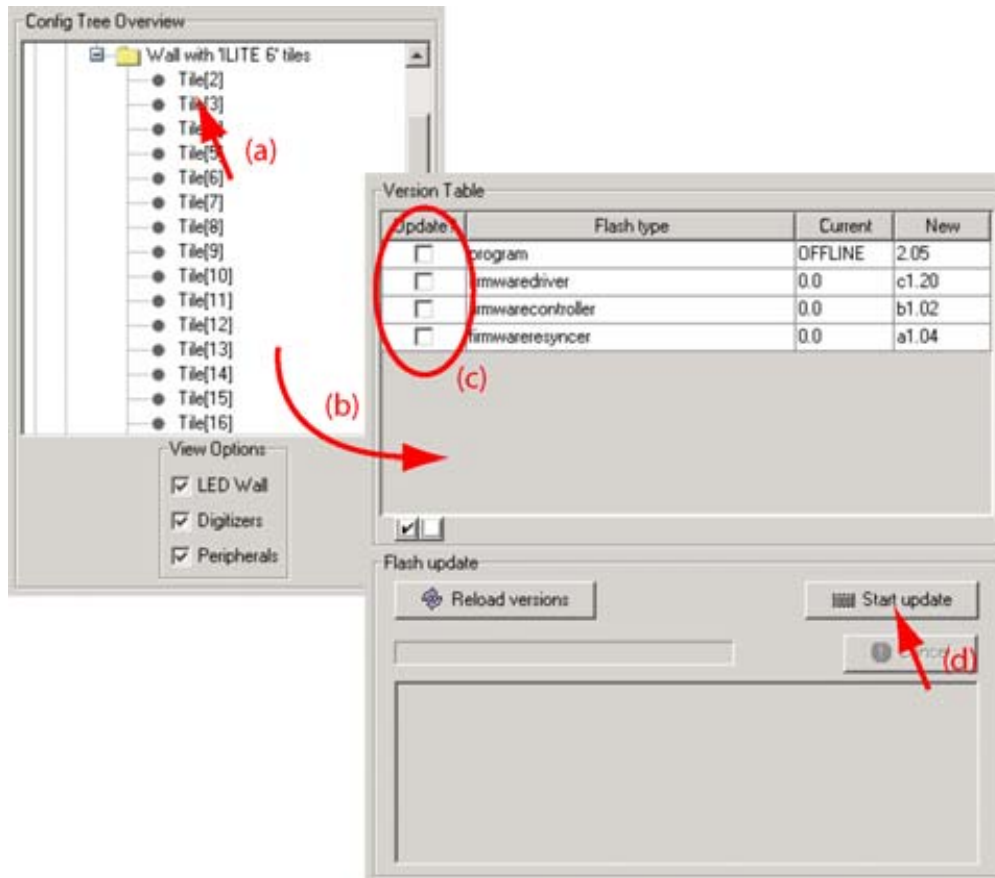 Config Tree Overview
Wall with 'ILITE 6' tiles
Tile[2]
Tile[3]
Tile[5]
Tile[6]
Tile[7]
Tile[8]
Tile[9]
Tile[10]
Tile[11]
Tile[12]
Tile[13]
Tile[14]
Tile[15]
Tile[16]
(a)
(b)
View Options
LED Wall
Digitizers
Peripherals
Version Table
Update? Flash type Current New
program OFFLINE 2.05
firmwaredriver 0.0 c1.20
firmwarecontroller 0.0 b1.02
firmwareresyncer 0.0 a1.04
(c)
Flash update
Reload versions Start update
Cancel
(d)